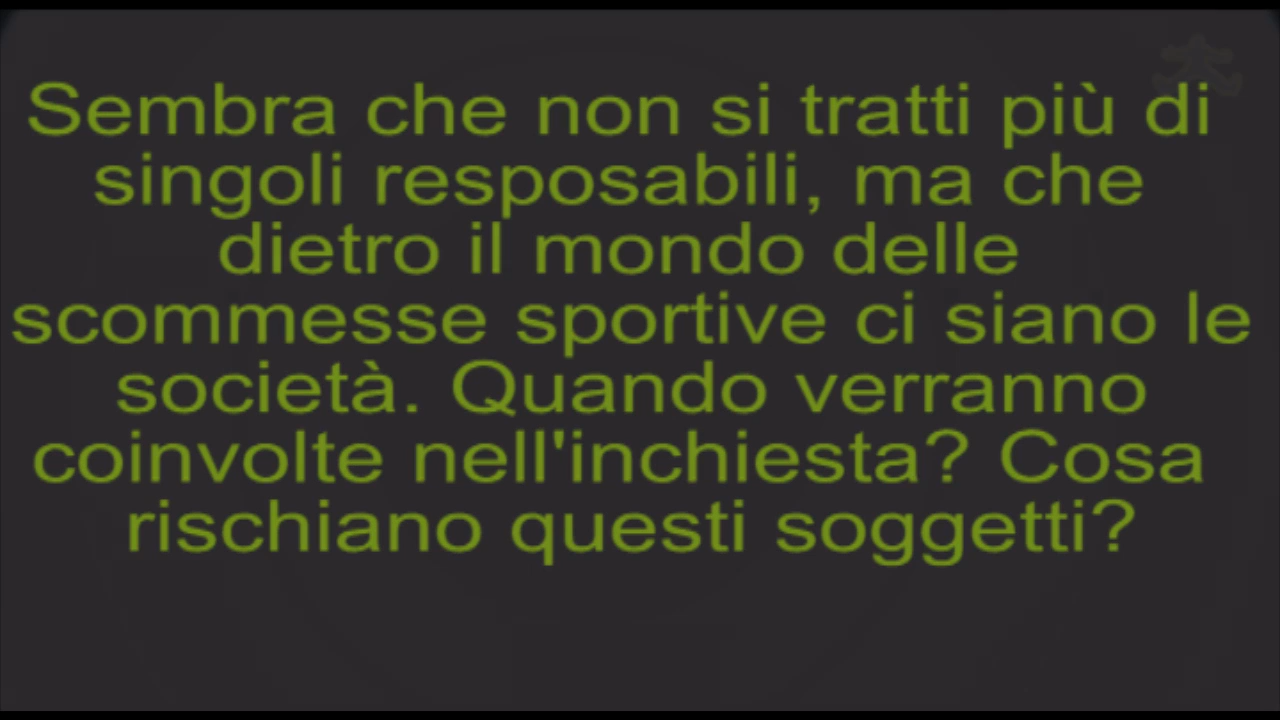 Sembra che non si tratti più di
singoli resposabili, ma che
dietro il mondo delle
scommesse sportive ci siano le
società. Quando verranno
coinvolte nell'inchiesta? Cosa
rischiano questi soggetti?